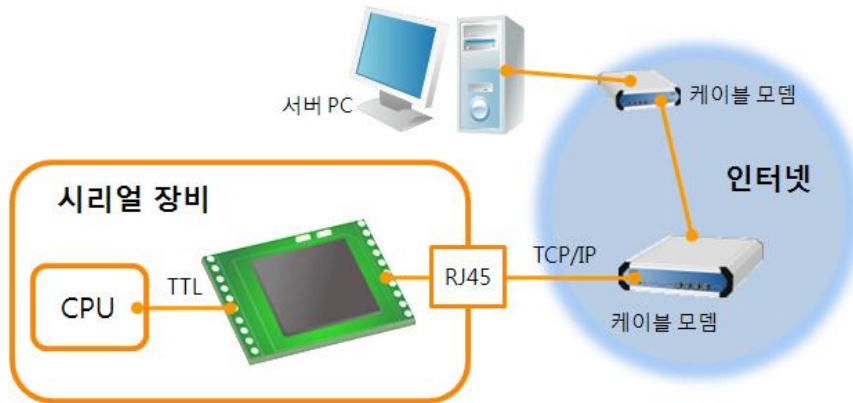 서버 PC
케이블 모뎀
인터넷
시리얼 장비
CPU
TTL
RJ45
TCP/IP
케이블 모뎀